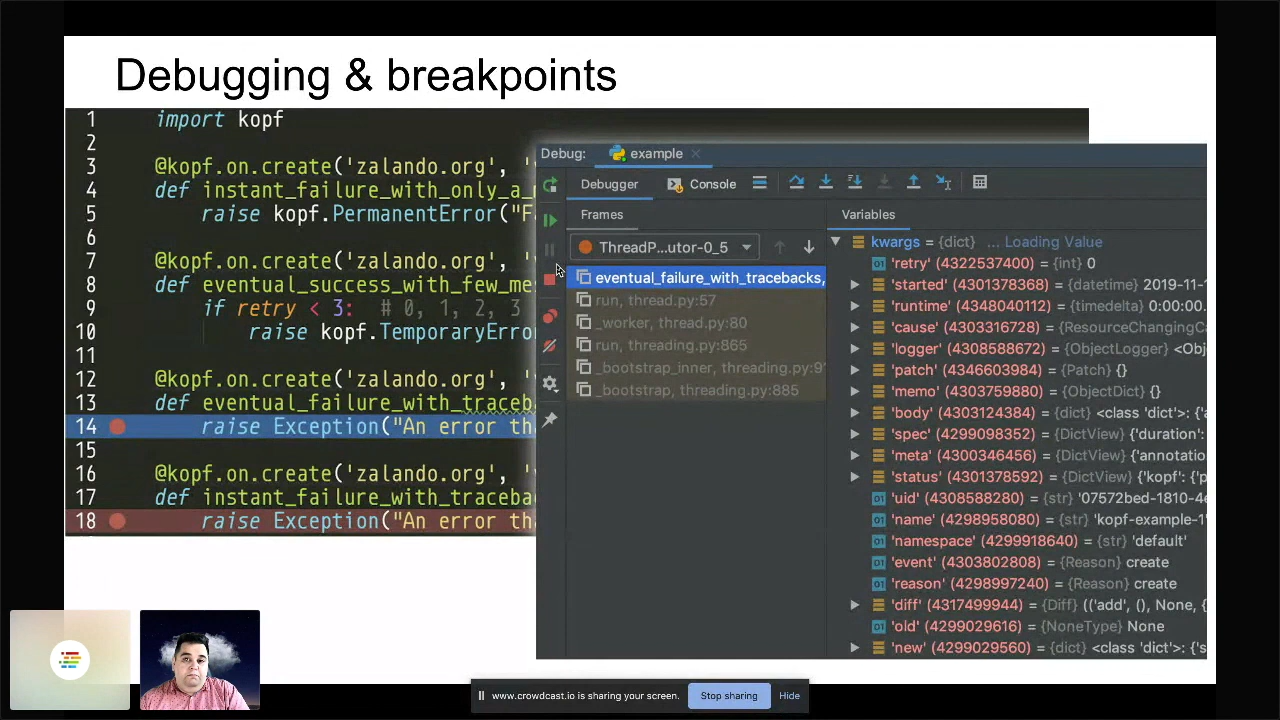 Debugging & breakpoints
1 import kopf
2
3 @kopf.on.create('zalando.org', '
4 def instant_failure_with_only_a_
5 raise kopf.PermanentError("F
6
7 @kopf.on.create('zalando.org', '
8 def eventual_success_with_few_me
9 if retry < 3: # 0, 1, 2, 3
10 raise kopf.TemporaryErro
11
12 @kopf.on.create('zalando.org', '
13 def eventual_failure_with_traceb
14 raise Exception("An error tha
15
16 @kopf.on.create('zalando.org', '
17 def instant_failure_with_traceba
18 raise Exception("An error tha
Debug: example
Debugger Console
Frames
ThreadP...utor-0_5
eventual_failure_with_tracebacks,
run, thread.py:57
_worker, thread.py:80
run, threading.py:865
_bootstrap_inner, threading.py:9
_bootstrap, threading.py:885
Variables
kwargs = {dict} ... Loading Value
'retry' (4322537400) = {int} 0
'started' (4301378368) = {datetime} 2019-11-
'runtime' (4348040112) = {timedelta} 0:00:00.
'cause' (4303316728) = {ResourceChangingCa
'logger' (4308588672) = {ObjectLogger} <Obj
'patch' (4346603984) = {Patch} {}
'memo' (4303759880) = {ObjectDict} {}
'body' (4303124384) = {dict} <class 'dict'>: {'a
'spec' (4299098352) = {DictView} {'duration':
'meta' (4300346456) = {DictView} {'annotation
'status' (4301378592) = {DictView} {'kopf': {'p
'uid' (4308588280) = {str} '07572bed-1810-4e
'name' (4298958080) = {str} 'kopf-example-1'
'namespace' (4299918640) = {str} 'default'
'event' (4303802808) = {Reason} create
'reason' (4298997240) = {Reason} create
'diff' (4317499944) = {Diff} (('add', (), None, {
'old' (4299029616) = {NoneType} None
'new' (4299029560) = {dict} <class 'dict'>: {'s
www.crowdcast.io is sharing your screen. Stop sharing Hide